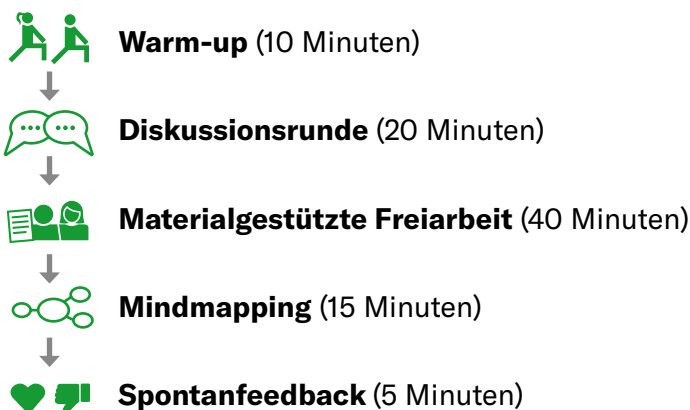 Warm-up (10 Minuten)
Diskussionsrunde (20 Minuten)
Materialgestützte Freiarbeit (40 Minuten)
Mindmapping (15 Minuten)
Spontanfeedback (5 Minuten)